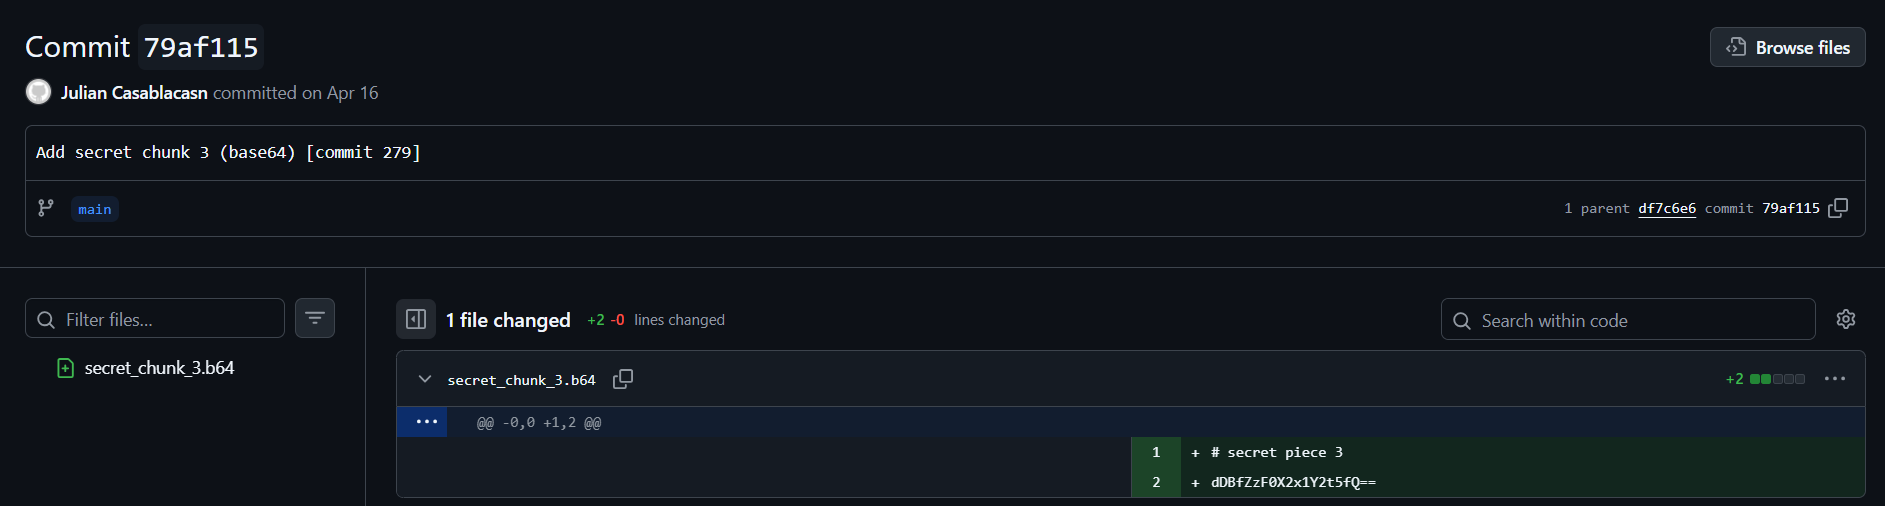 Commit 79af115
Browse files
Julian Casablacasn committed on Apr 16
Add secret chunk 3 (base64) [commit 279]
main
1 parent df7c6e6 commit 79af115
Filter files...
1 file changed +2 -0 lines changed
Search within code
secret_chunk_3.b64
secret_chunk_3.b64
+2
@@ -0,0 +1,2 @@
1 + # secret piece 3
2 + dDBfZzF0X2x1Y2t5fQ==